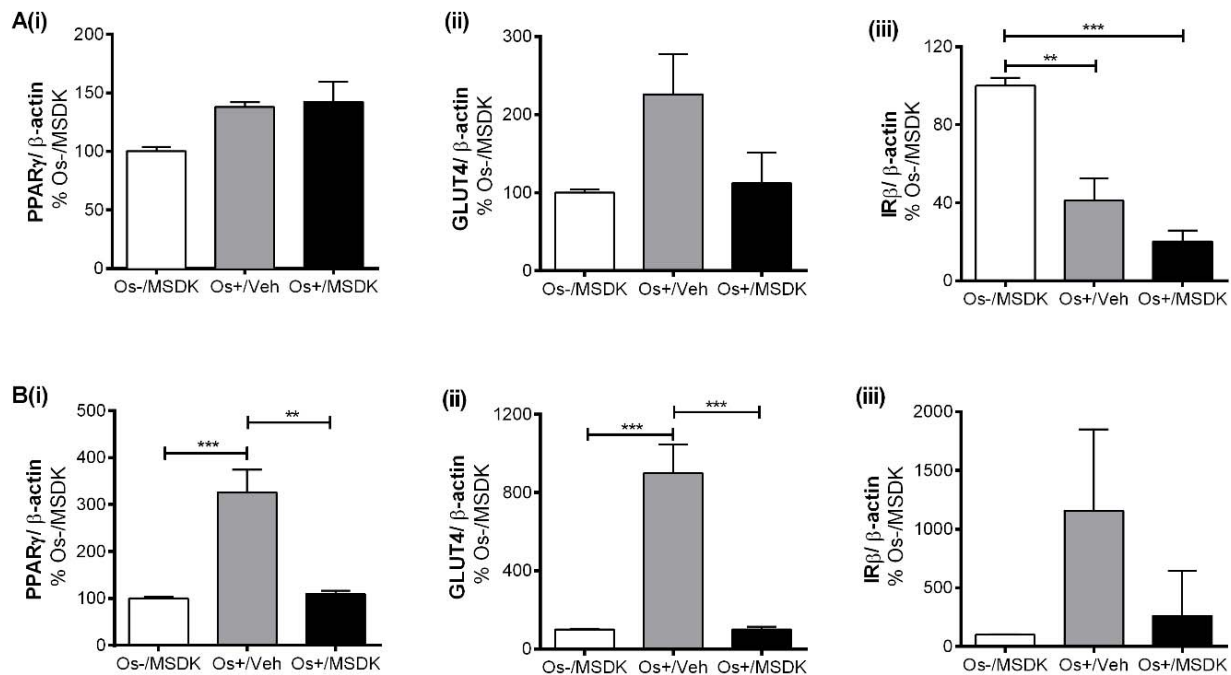 A(i)
PPARγ/ β-actin
% Os-/MSDK
200
150
100
50
0
Os-/MSDK Os+/Veh Os+/MSDK
(ii)
GLUT4/ β-actin
% Os-/MSDK
300
200
100
0
Os-/MSDK Os+/Veh Os+/MSDK
(iii)
IRβ/ β-actin
% Os-/MSDK
120
80
40
0
***
**
Os-/MSDK Os+/Veh Os+/MSDK
B(i)
PPARγ/ β-actin
% Os-/MSDK
500
400
300
200
100
0
**
***
Os-/MSDK Os+/Veh Os+/MSDK
(ii)
GLUT4/ β-actin
% Os-/MSDK
1200
800
400
0
***
***
Os-/MSDK Os+/Veh Os+/MSDK
(iii)
IRβ/ β-actin
% Os-/MSDK
2000
1500
1000
500
0
Os-/MSDK Os+/Veh Os+/MSDK